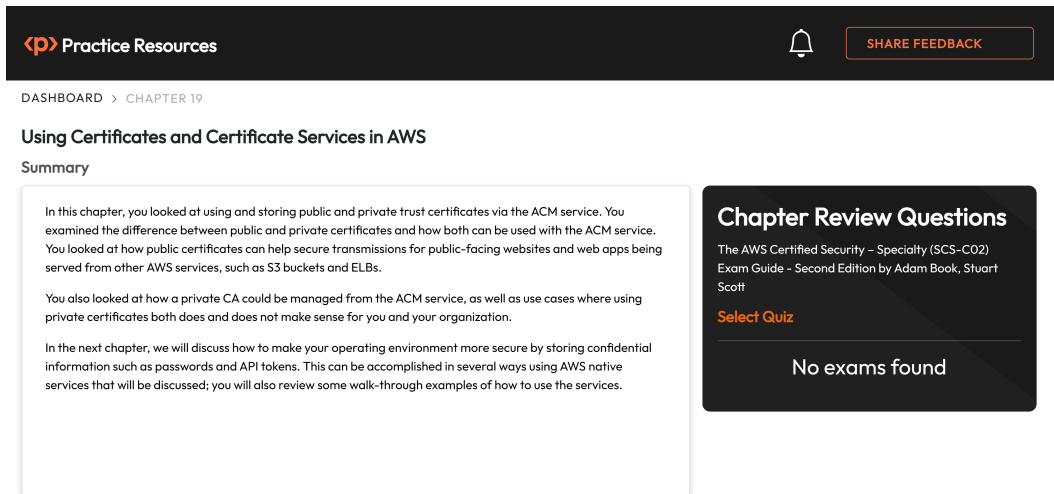 <p> Practice Resources
SHARE FEEDBACK
DASHBOARD > CHAPTER 19
Using Certificates and Certificate Services in AWS
Summary
In this chapter, you looked at using and storing public and private trust certificates via the ACM service. You
examined the difference between public and private certificates and how both can be used with the ACM service.
You looked at how public certificates can help secure transmissions for public-facing websites and web apps being
served from other AWS services, such as S3 buckets and ELBs.
You also looked at how a private CA could be managed from the ACM service, as well as use cases where using
private certificates both does and does not make sense for you and your organization.
In the next chapter, we will discuss how to make your operating environment more secure by storing confidential
information such as passwords and API tokens. This can be accomplished in several ways using AWS native
services that will be discussed; you will also review some walk-through examples of how to use the services.
Chapter Review Questions
The AWS Certified Security – Specialty (SCS-C02)
Exam Guide - Second Edition by Adam Book, Stuart
Scott
Select Quiz
No exams found